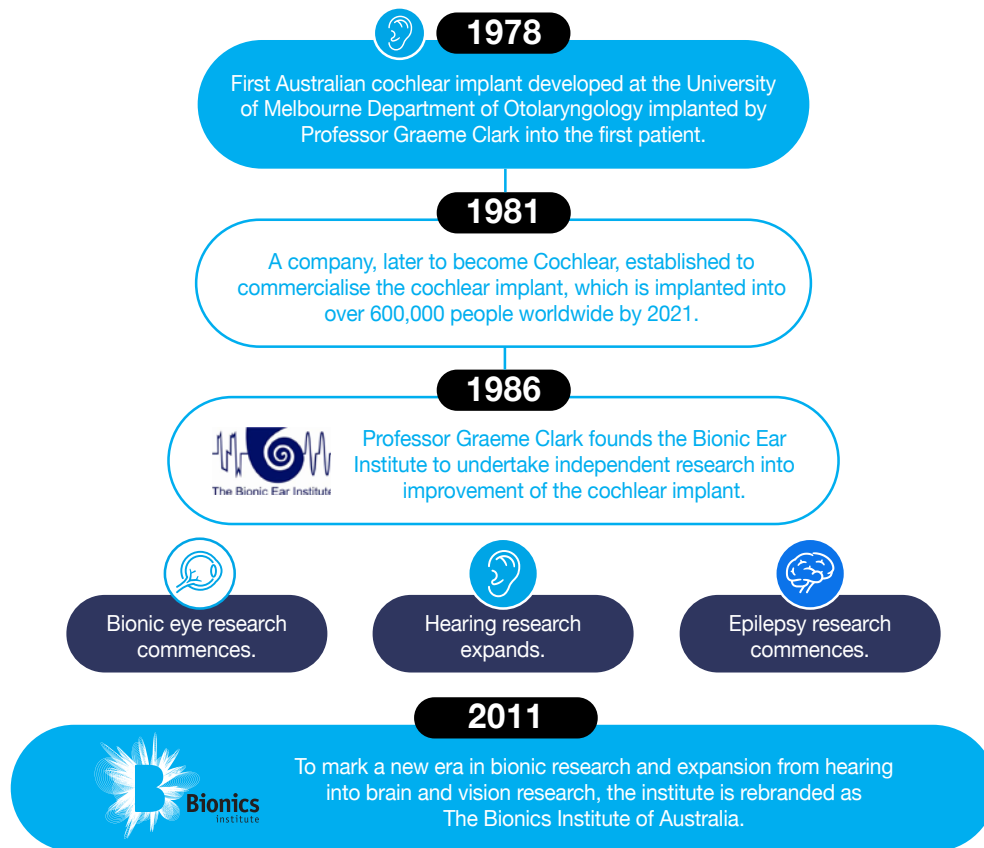 1978
First Australian cochlear implant developed at the University
of Melbourne Department of Otolaryngology implanted by
Professor Graeme Clark into the first patient.
1981
A company, later to become Cochlear, established to
commercialise the cochlear implant, which is implanted into
over 600,000 people worldwide by 2021.
1986
The Bionic Ear Institute
Professor Graeme Clark founds the Bionic Ear
Institute to undertake independent research into
improvement of the cochlear implant.
Bionic eye research
commences.
Hearing research
expands.
Epilepsy research
commences.
2011
B
Bionics
institute
To mark a new era in bionic research and expansion from hearing
into brain and vision research, the institute is rebranded as
The Bionics Institute of Australia.